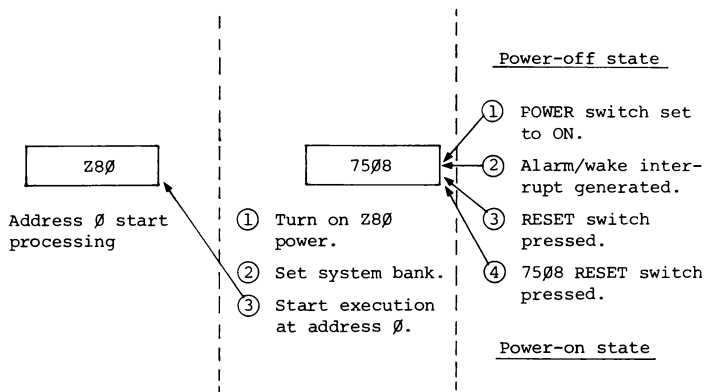 Power-off state
① POWER switch set
to ON.
② Alarm/wake inter-
rupt generated.
③ RESET switch
pressed.
④ 75Ø8 RESET switch
pressed.
Power-on state
75Ø8
① Turn on Z8Ø
power.
② Set system bank.
③ Start execution
at address Ø.
Z8Ø
Address Ø start
processing